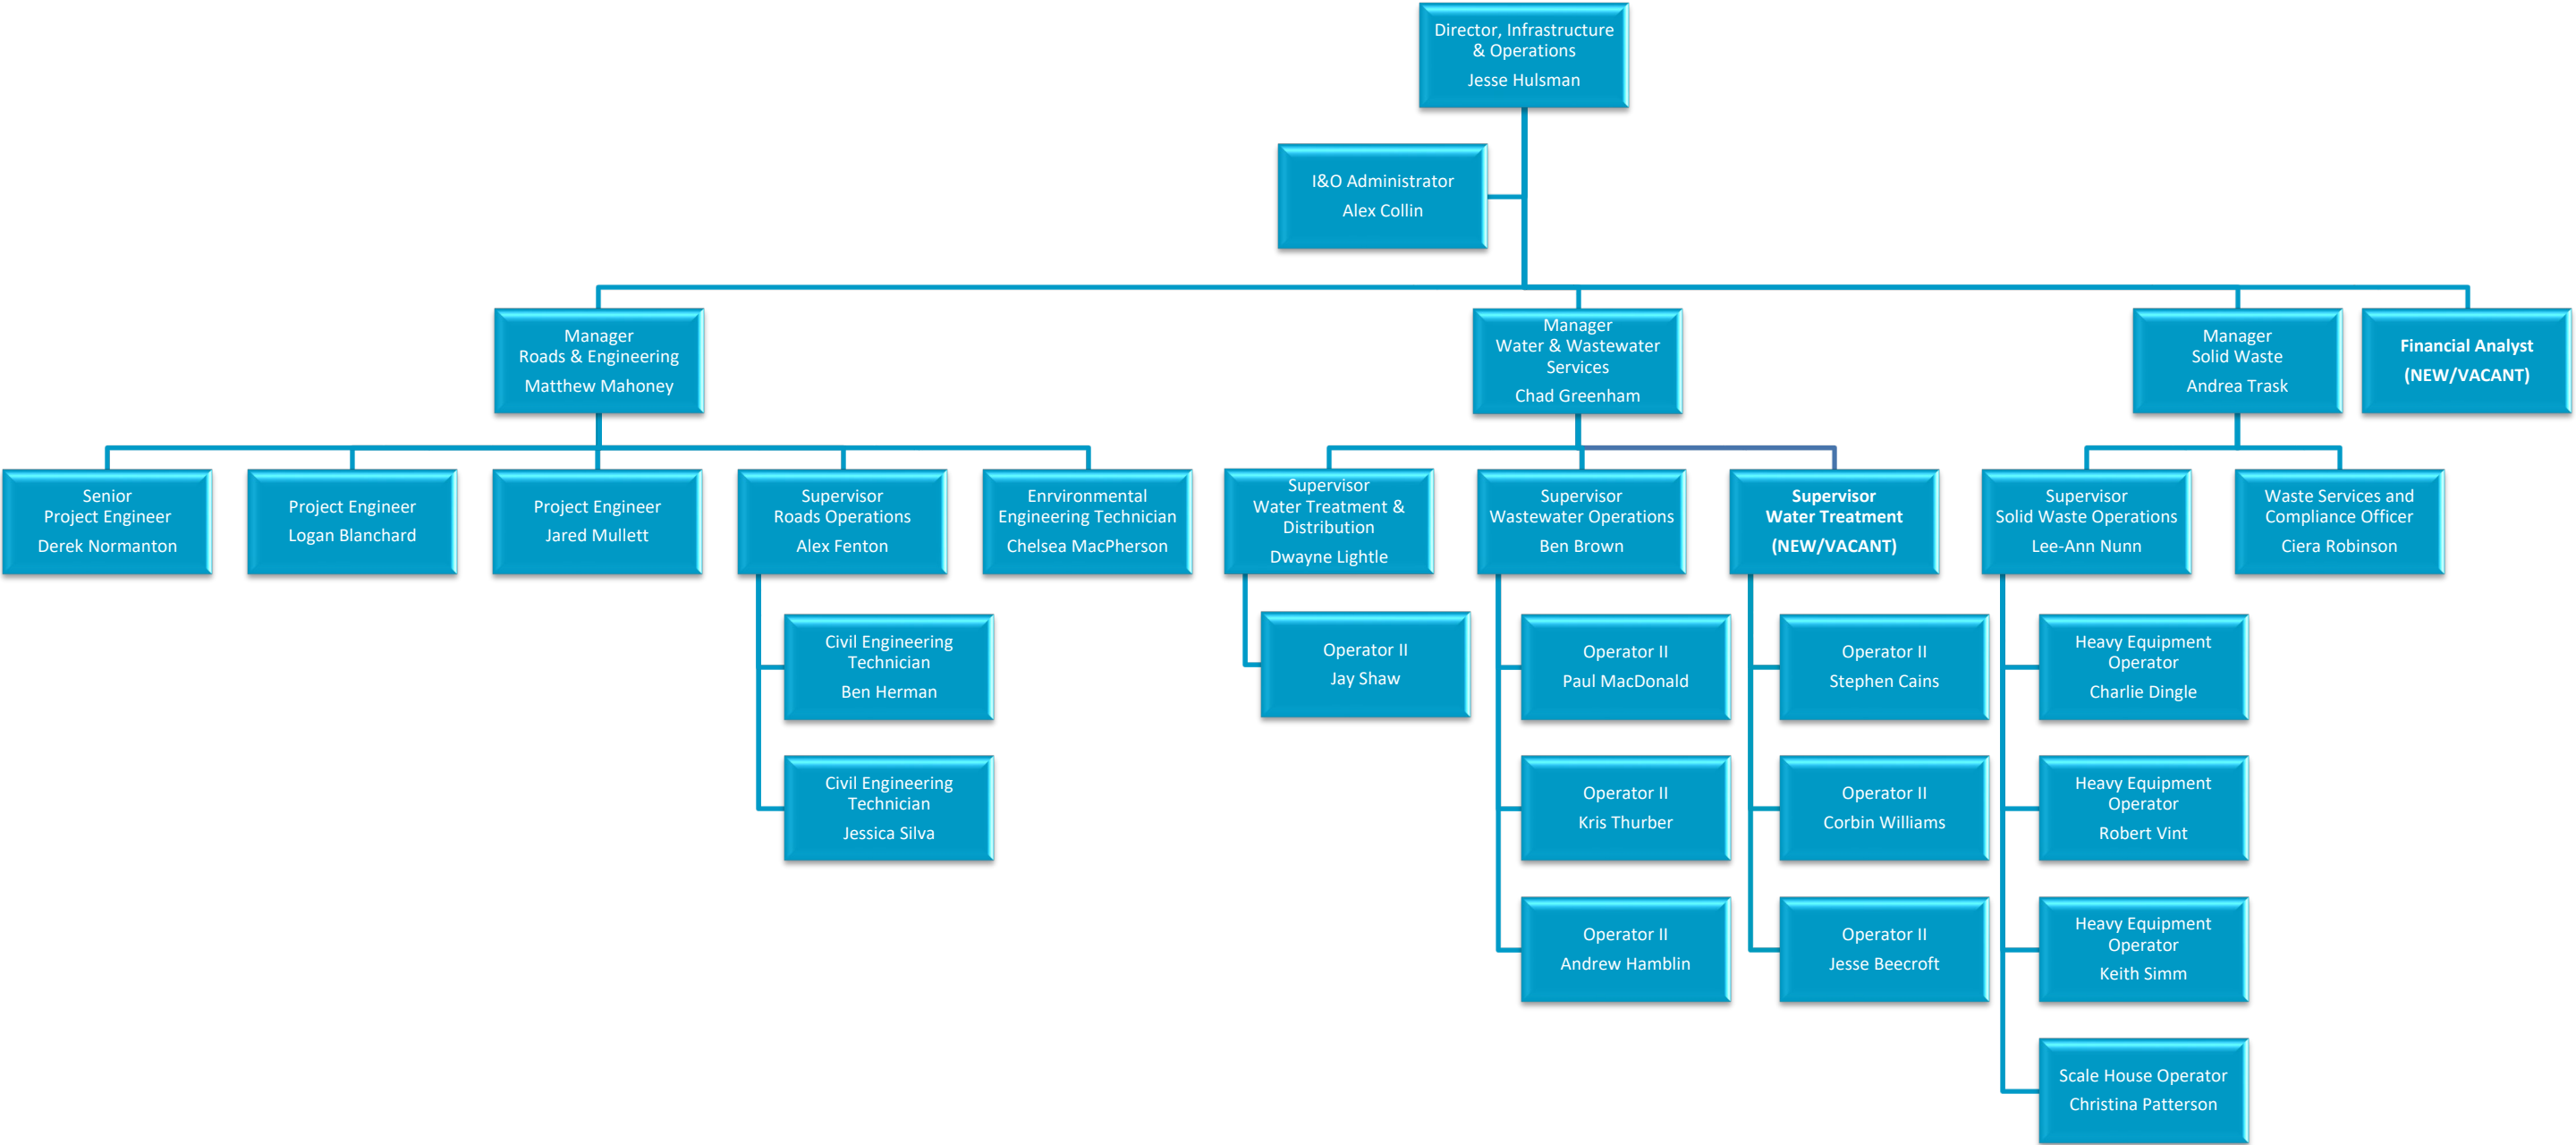 Director, Infrastructure
& Operations
Jesse Hulsman
I&O Administrator
Alex Collin
Manager
Roads & Engineering
Matthew Mahoney
Manager
Water & Wastewater
Services
Chad Greenham
Manager
Solid Waste
Andrea Trask
Financial Analyst
(NEW/VACANT)
Senior
Project Engineer
Derek Normanton
Project Engineer
Logan Blanchard
Project Engineer
Jared Mullett
Supervisor
Roads Operations
Alex Fenton
Enrvironmental
Engineering Technician
Chelsea MacPherson
Supervisor
Water Treatment &
Distribution
Dwayne Lightle
Supervisor
Wastewater Operations
Ben Brown
Supervisor
Water Treatment
(NEW/VACANT)
Supervisor
Solid Waste Operations
Lee-Ann Nunn
Waste Services and
Compliance Officer
Ciera Robinson
Civil Engineering
Technician
Ben Herman
Civil Engineering
Technician
Jessica Silva
Operator II
Jay Shaw
Operator II
Paul MacDonald
Operator II
Kris Thurber
Operator II
Andrew Hamblin
Operator II
Stephen Cains
Operator II
Corbin Williams
Operator II
Jesse Beecroft
Heavy Equipment
Operator
Charlie Dingle
Heavy Equipment
Operator
Robert Vint
Heavy Equipment
Operator
Keith Simm
Scale House Operator
Christina Patterson